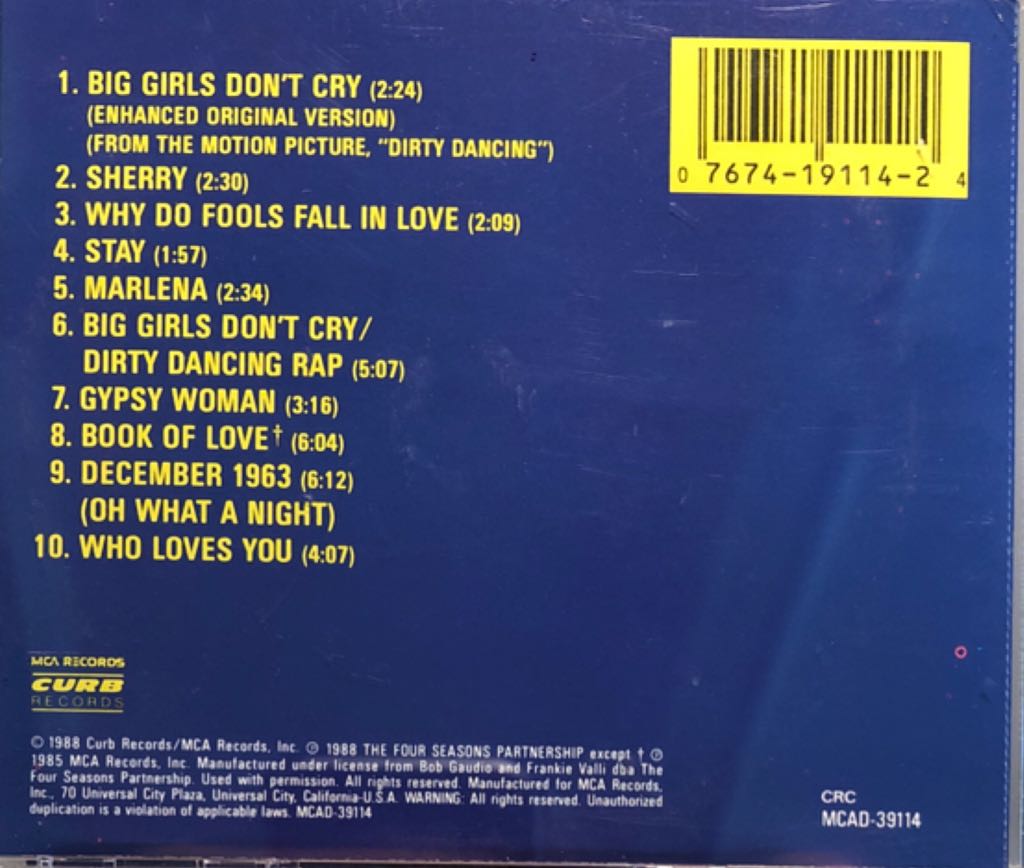 1. BIG GIRLS DON'T CRY (2:24)
(ENHANCED ORIGINAL VERSION)
(FROM THE MOTION PICTURE, "DIRTY DANCING")
2. SHERRY (2:30)
3. WHY DO FOOLS FALL IN LOVE (2:09)
4. STAY (1:57)
5. MARLENA (2:34)
6. BIG GIRLS DON'T CRY/
DIRTY DANCING RAP (5:07)
7. GYPSY WOMAN (3:16)
8. BOOK OF LOVE† (6:04)
9. DECEMBER 1963 (6:12)
(OH WHAT A NIGHT)
10. WHO LOVES YOU (4:07)
0 7674-19114-2 4
MCA RECORDS
CURB
RECORDS
© 1988 Curb Records/MCA Records, Inc. ℗ 1988 THE FOUR SEASONS PARTNERSHIP except † ℗
1985 MCA Records, Inc. Manufactured under license from Bob Gaudio and Frankie Valli dba The
Four Seasons Partnership. Used with permission. All rights reserved. Manufactured for MCA Records,
Inc., 70 Universal City Plaza, Universal City, California-U.S.A. WARNING: All rights reserved. Unauthorized
duplication is a violation of applicable laws. MCAD-39114
CRC
MCAD-39114